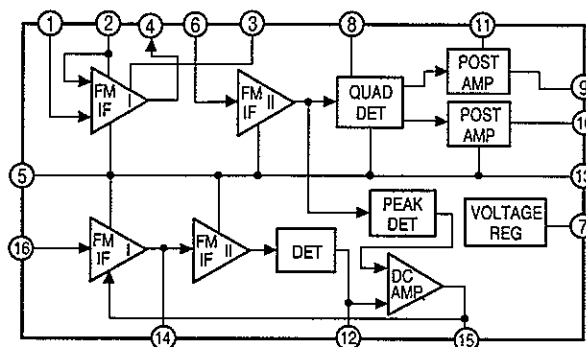 1 2 4 3 6 8 11
FM IF I
FM IF II
QUAD DET
POST AMP
9
POST AMP
10
5
13
PEAK DET
VOLTAGE REG
7
16
FM IF I
FM IF II
DET
DC AMP
14 12 15